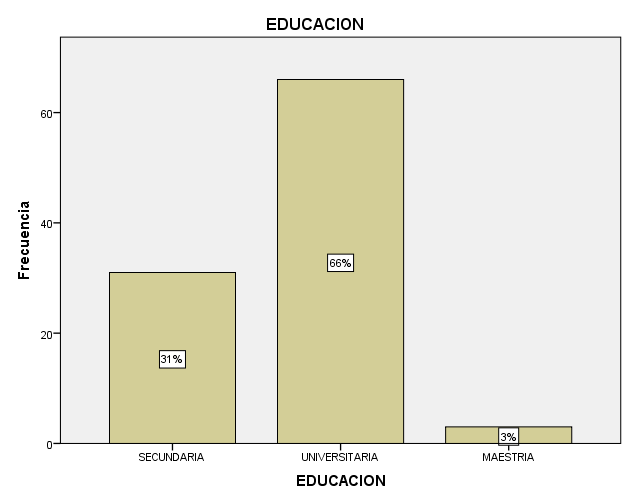 EDUCACION
Frecuencia
60
40
20
0
66%
31%
3%
SECUNDARIA
UNIVERSITARIA
MAESTRIA
EDUCACION